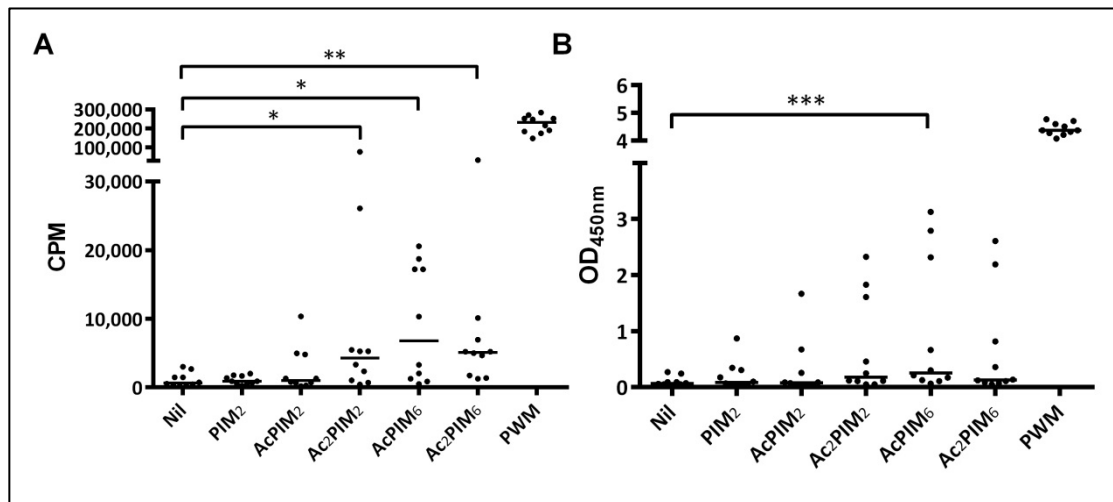 A
B
**
*
*
***
300,000
200,000
100,000
30,000
20,000
10,000
0
CPM
Nil
PIM₂
AcPIM₂
Ac₂PIM₂
AcPIM₆
Ac₂PIM₆
PWM
6
5
4
3
2
1
0
OD₄₅₀ₙₘ
Nil
PIM₂
AcPIM₂
Ac₂PIM₂
AcPIM₆
Ac₂PIM₆
PWM